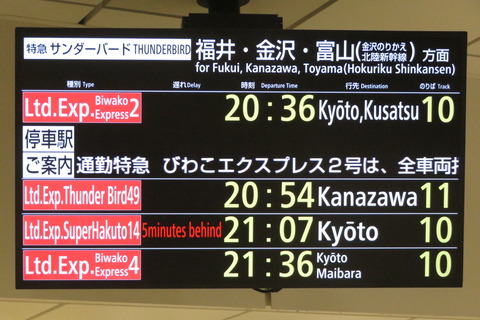 特急 サンダーバード THUNDERBIRD 福井・金沢・富山(金沢のりかえ 北陸新幹線) 方面
for Fukui, Kanazawa, Toyama(Hokuriku Shinkansen)
種別 Type 遅れ Delay 時刻 Departure Time 行先 Destination のりば Track
Ltd.Exp. Biwako Express 2 20:36 Kyōto,Kusatsu 10
停車駅
ご案内 通勤特急 びわこエクスプレス2号は、全車両
Ltd.Exp.Thunder Bird49 20:54 Kanazawa 11
Ltd.Exp.SuperHakuto14 5minutes behind 21:07 Kyōto 10
Ltd.Exp. Biwako Express 4 21:36 Kyōto Maibara 10